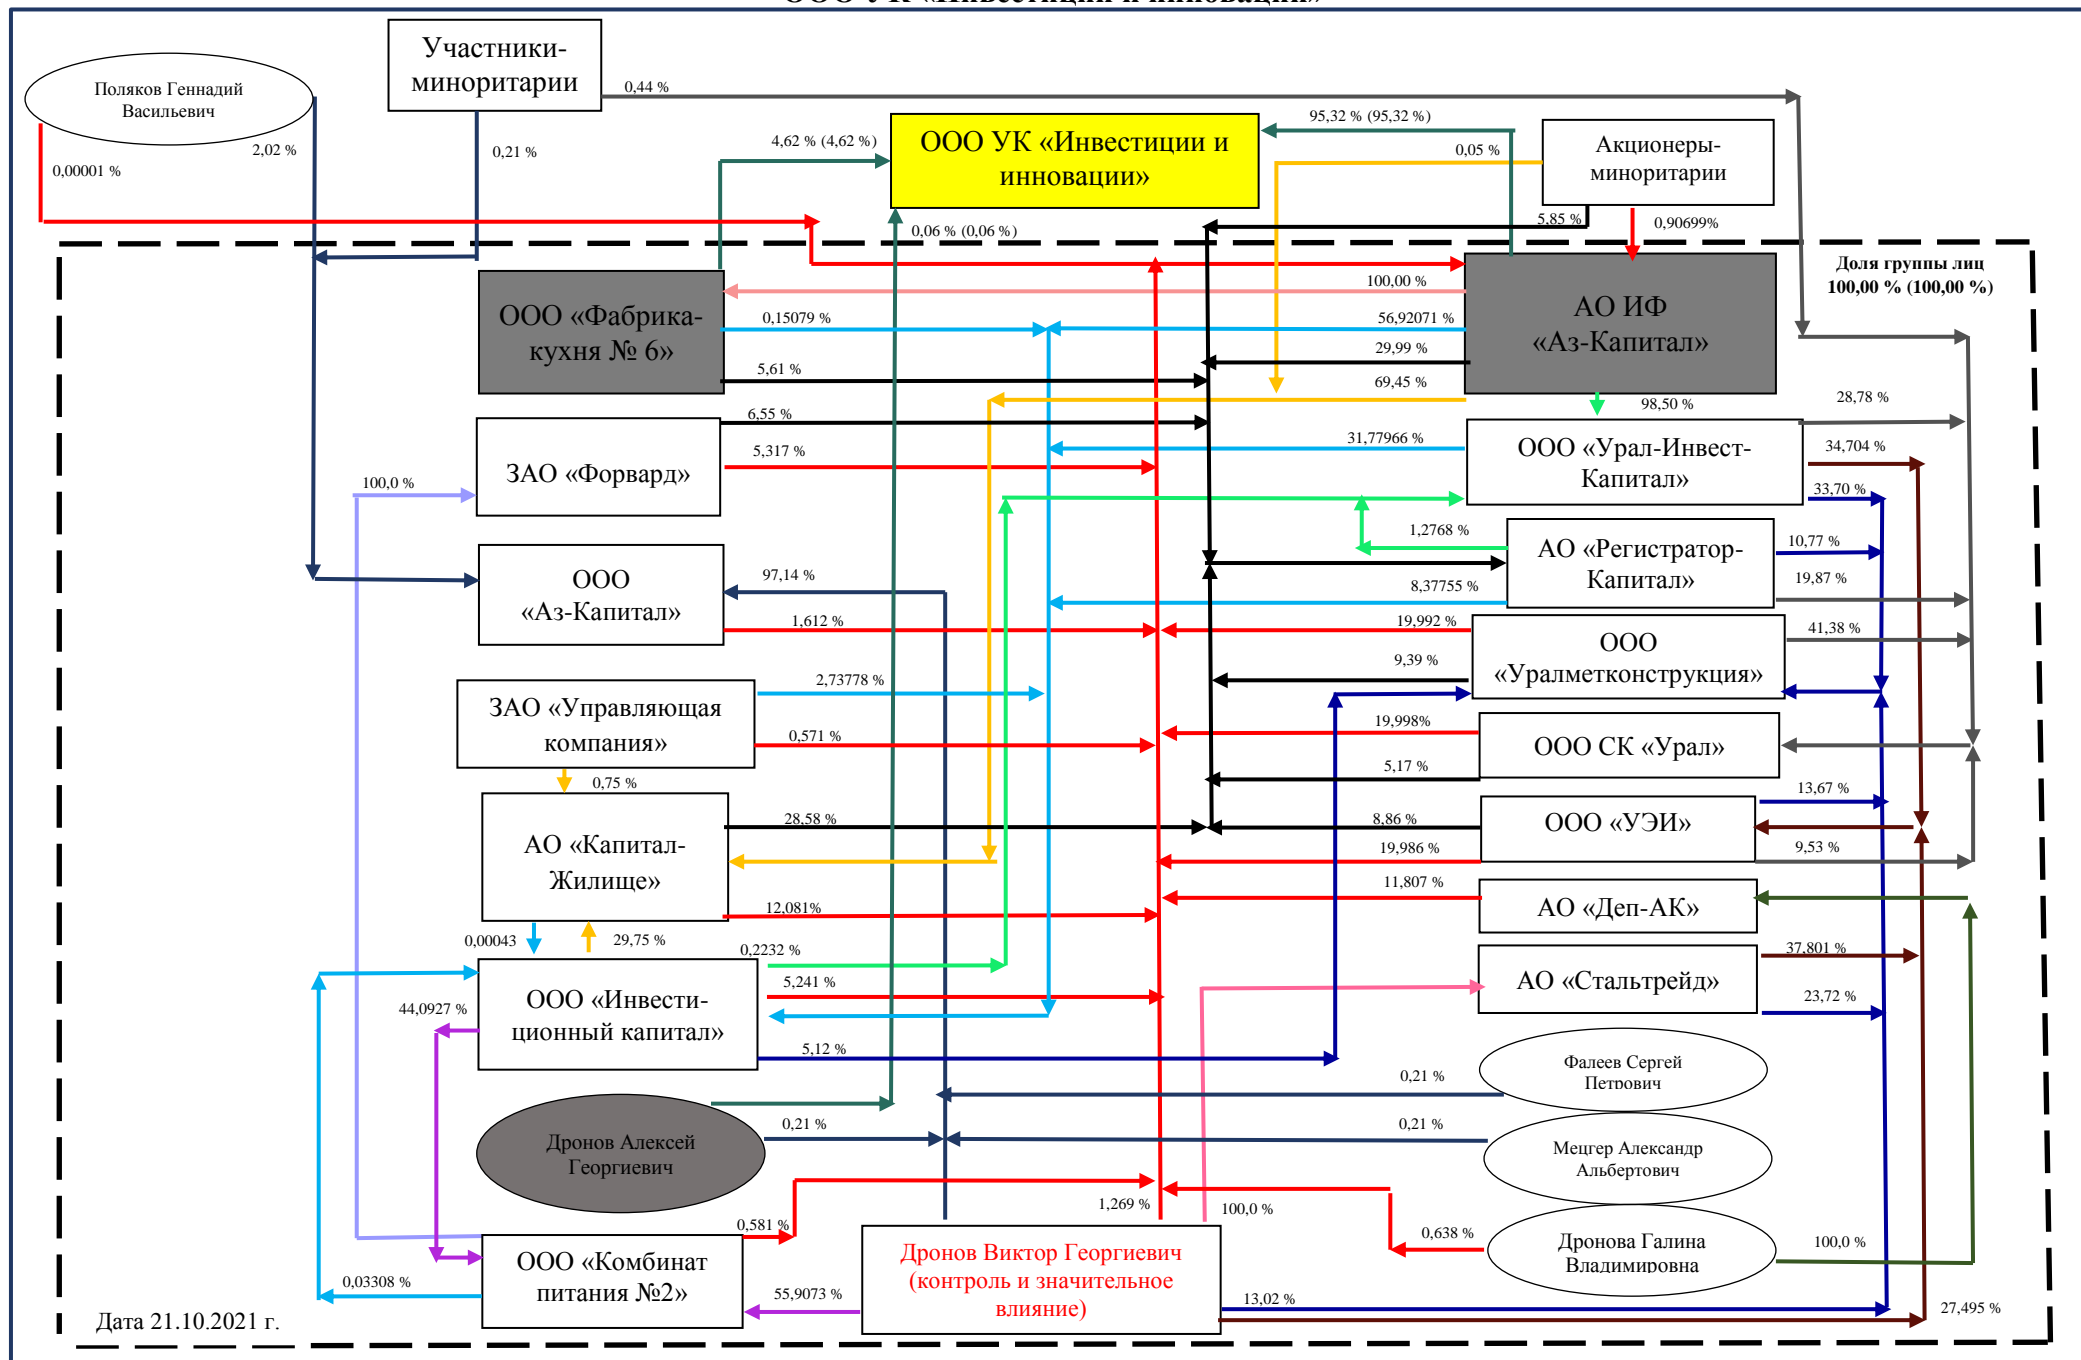 ООО УК «Инвестиции и инновации»
Участники-
миноритарии
Поляков Геннадий
Васильевич
0,44 %
95,32 % (95,32 %)
4,62 % (4,62 %)
ООО УК «Инвестиции и
инновации»
0,05 %
Акционеры-
миноритарии
0,00001 %
2,02 %
0,21 %
0,06 % (0,06 %)
5,85 %
0,90699%
Доля группы лиц
100,00 % (100,00 %)
ООО «Фабрика-
кухня № 6»
100,00 %
АО ИФ
«Аз-Капитал»
0,15079 %
56,92071 %
29,99 %
5,61 %
69,45 %
98,50 %
28,78 %
6,55 %
ЗАО «Форвард»
5,317 %
31,77966 %
ООО «Урал-Инвест-
Капитал»
34,704 %
100,0 %
33,70 %
1,2768 %
АО «Регистратор-
Капитал»
10,77 %
ООО
«Аз-Капитал»
97,14 %
8,37755 %
19,87 %
1,612 %
19,992 %
ООО
«Уралметконструкция»
41,38 %
9,39 %
ЗАО «Управляющая
компания»
2,73778 %
0,571 %
19,998%
ООО СК «Урал»
5,17 %
0,75 %
13,67 %
АО «Капитал-
Жилище»
28,58 %
8,86 %
ООО «УЭИ»
19,986 %
9,53 %
11,807 %
АО «Деп-АК»
12,081%
0,00043
29,75 %
0,2232 %
37,801 %
ООО «Инвести-
ционный капитал»
5,241 %
АО «Стальтрейд»
44,0927 %
23,72 %
5,12 %
Фалеев Сергей
Петрович
0,21 %
Дронов Алексей
Георгиевич
0,21 %
0,21 %
Мецгер Александр
Альбертович
1,269 %
100,0 %
0,581 %
0,638 %
Дронова Галина
Владимировна
100,0 %
ООО «Комбинат
питания №2»
Дронов Виктор Георгиевич
(контроль и значительное
влияние)
0,03308 %
55,9073 %
13,02 %
27,495 %
Дата 21.10.2021 г.